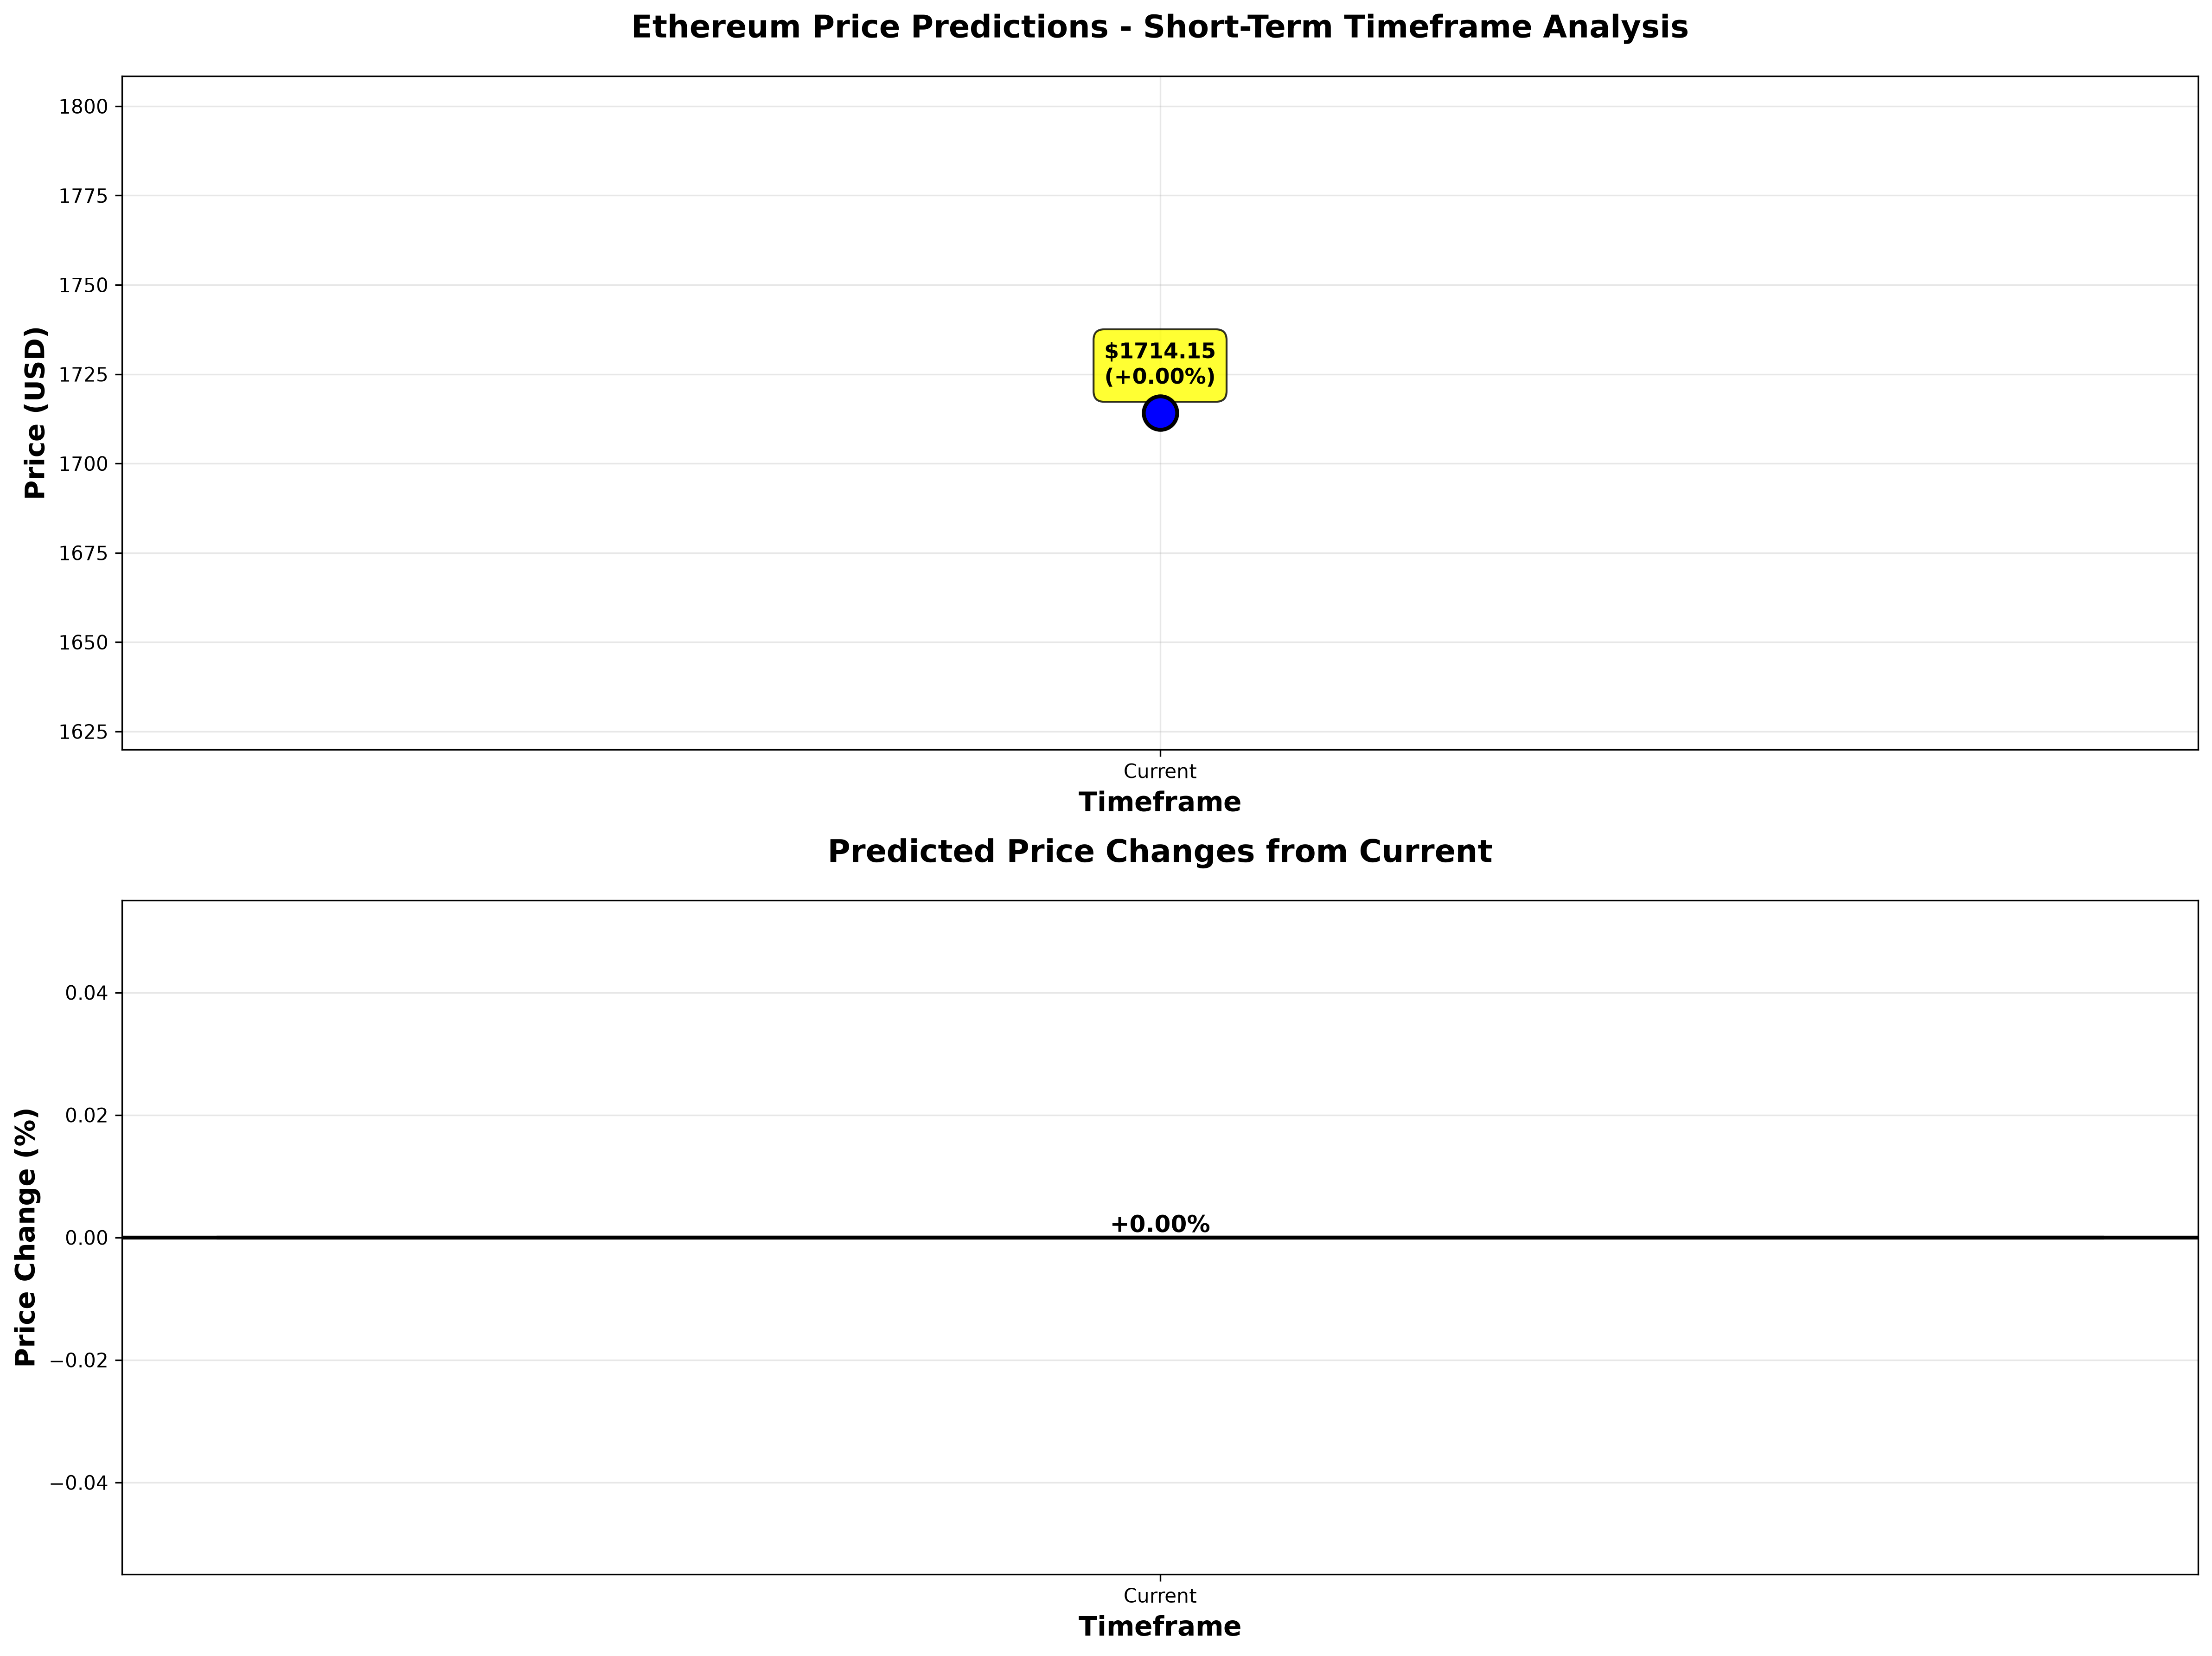 Ethereum Price Predictions - Short-Term Timeframe Analysis
Price (USD)
1800
1775
1750
1725
1700
1675
1650
1625
$1714.15
(+0.00%)
Current
Timeframe
Predicted Price Changes from Current
Price Change (%)
0.04
0.02
0.00
−0.02
−0.04
+0.00%
Current
Timeframe